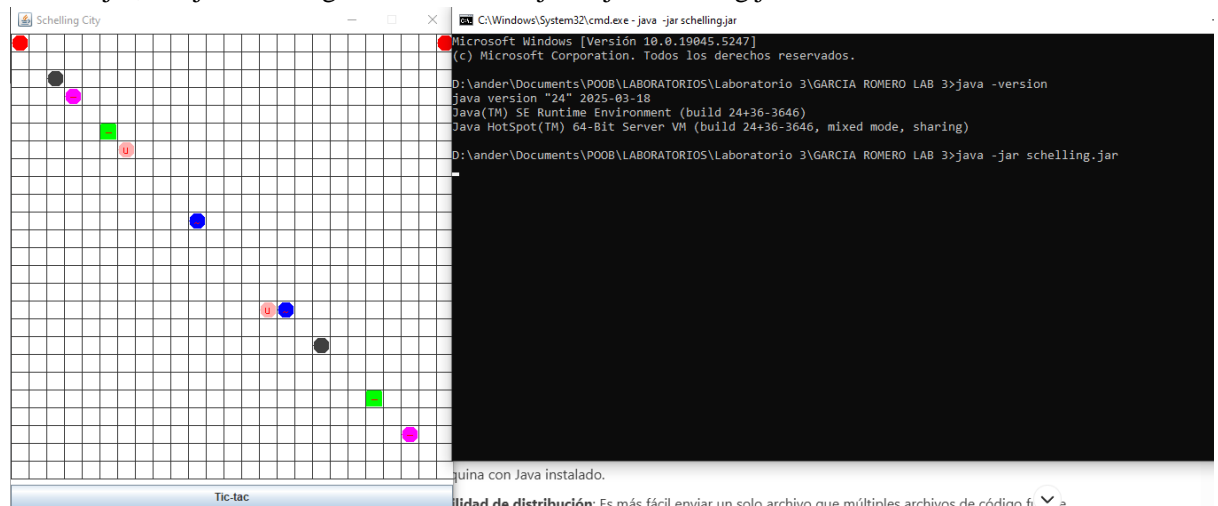 Schelling City
C:\Windows\System32\cmd.exe - java -jar schelling.jar
Microsoft Windows [Versión 10.0.19045.5247]
(c) Microsoft Corporation. Todos los derechos reservados.
D:\ander\Documents\POOB\LABORATORIOS\Laboratorio 3\GARCIA ROMERO LAB 3>java -version
java version "24" 2025-03-18
Java(TM) SE Runtime Environment (build 24+36-3646)
Java HotSpot(TM) 64-Bit Server VM (build 24+36-3646, mixed mode, sharing)
D:\ander\Documents\POOB\LABORATORIOS\Laboratorio 3\GARCIA ROMERO LAB 3>java -jar schelling.jar
u
u
quina con Java instalado.
Tic-tac
ilidad de distribución: Es más fácil enviar un solo archivo que múltiples archivos de código